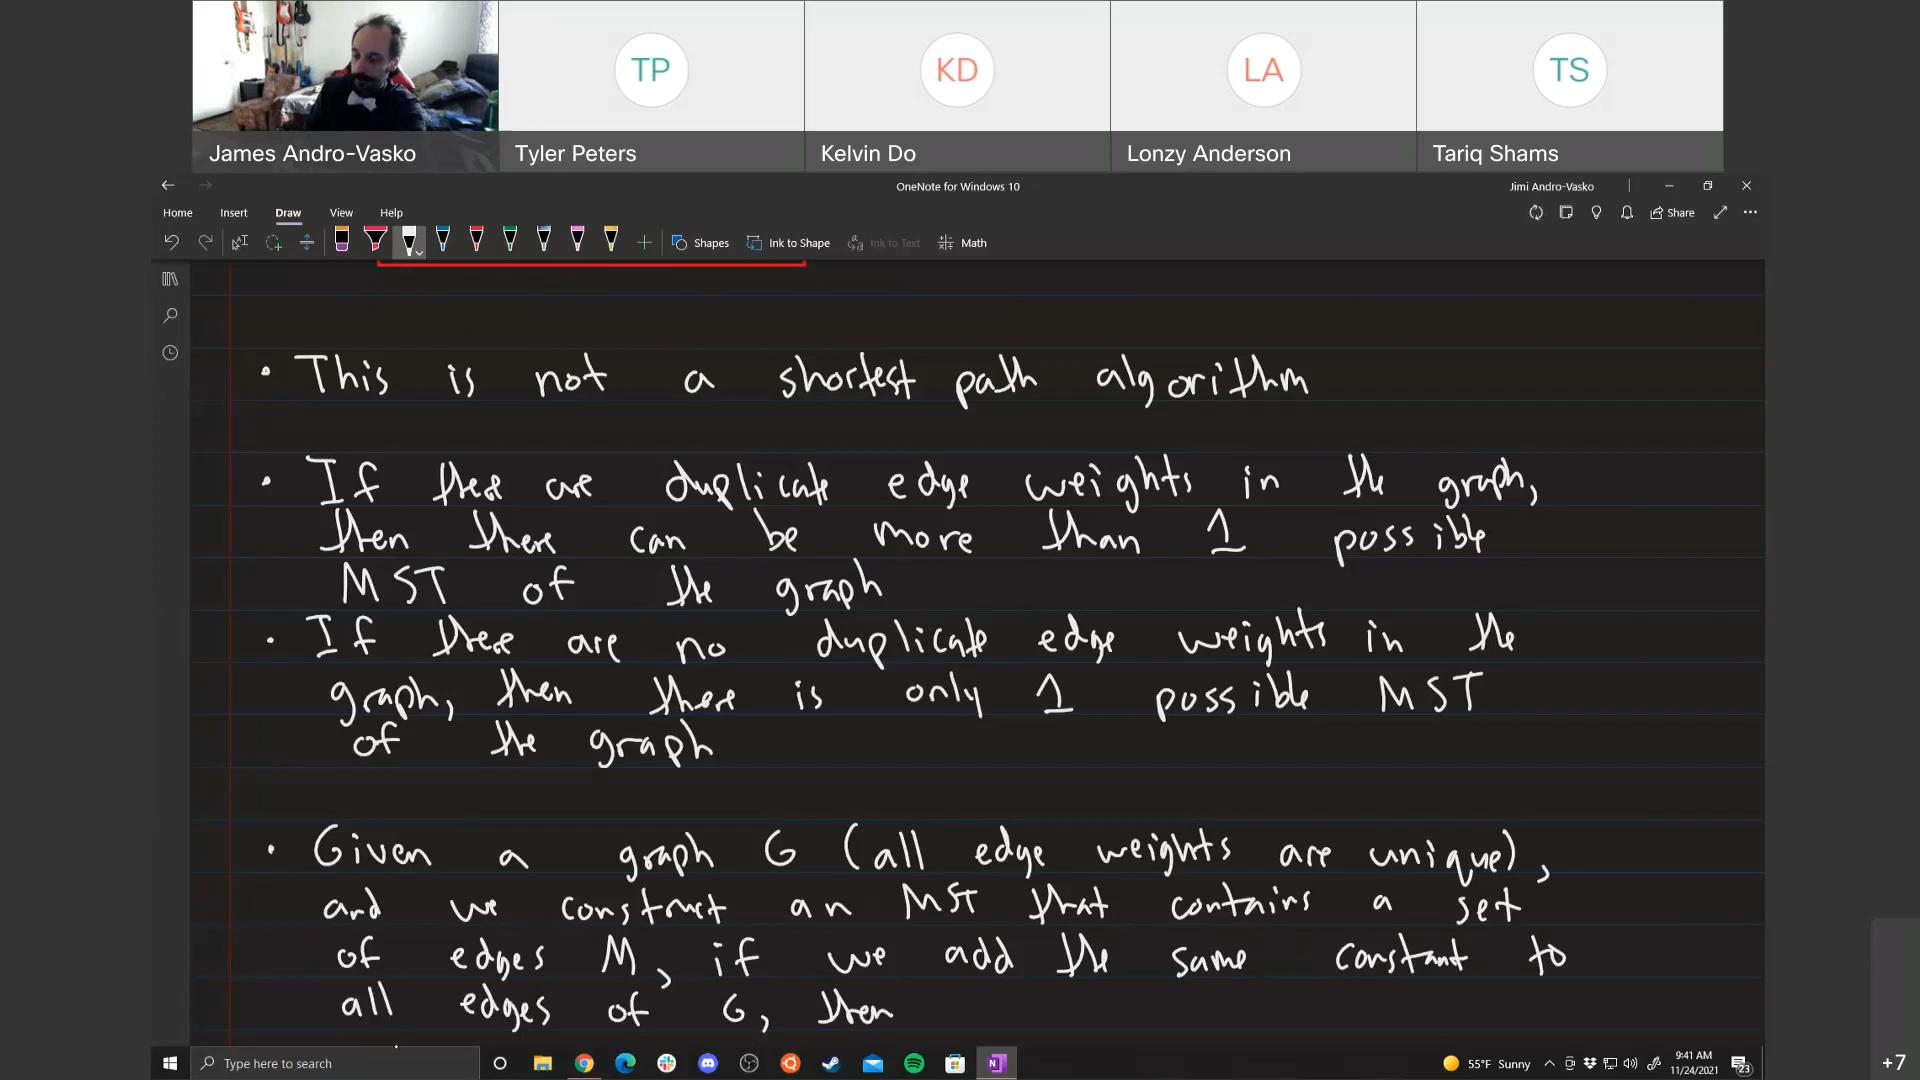 TP
KD
LA
TS
James Andro-Vasko
Tyler Peters
Kelvin Do
Lonzy Anderson
Tariq Shams
OneNote for Windows 10
Jimi Andro-Vasko
Home Insert Draw View Help
Share
Shapes Ink to Shape Ink to Text Math
• This is not a shortest path algorithm
• If there are duplicate edge weights in the graph,
then there can be more than 1 possible
MST of the graph
• If there are no duplicate edge weights in the
graph, then there is only 1 possible MST
of the graph
• Given a graph G (all edge weights are unique),
and we construct an MST that contains a set
of edges M, if we add the same constant to
all edges of G, then
Type here to search
55°F Sunny
9:41 AM
11/24/2021
23
+7